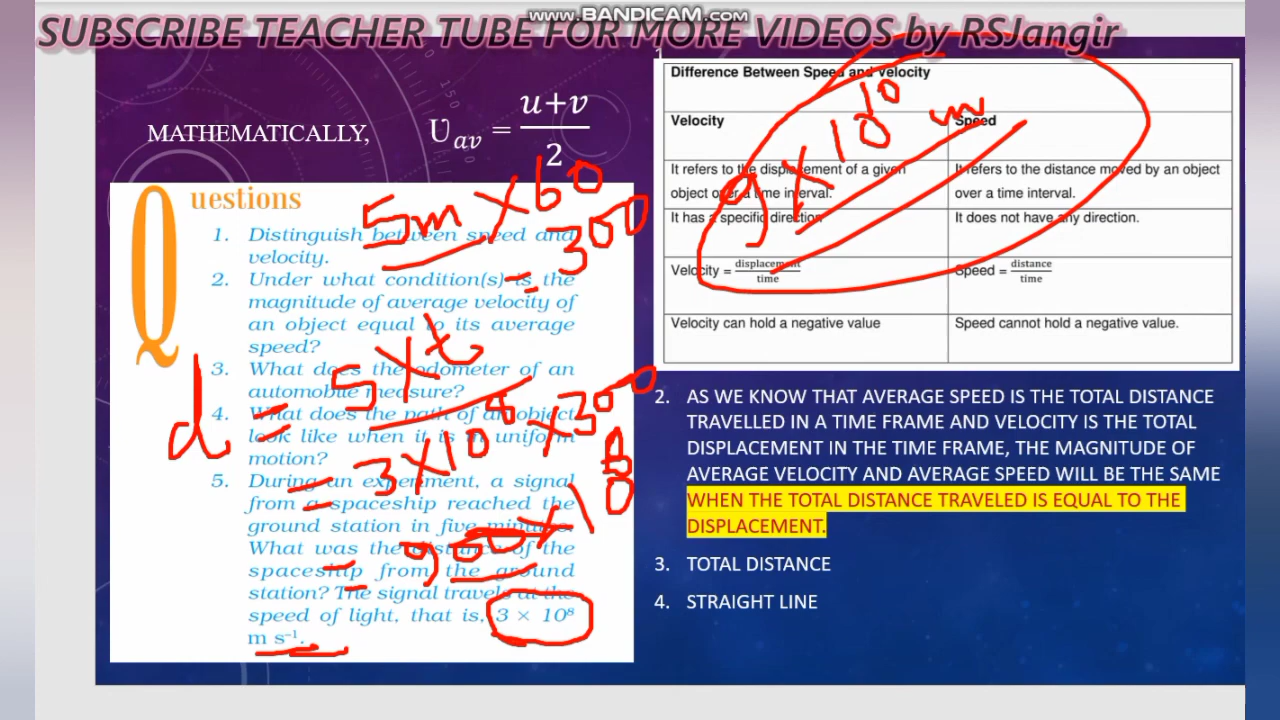 www.BANDICAM.com
SUBSCRIBE TEACHER TUBE FOR MORE VIDEOS by RSJangir
MATHEMATICALLY, Ʋav = u+v / 2
Questions
1. Distinguish between speed and
velocity.
2. Under what condition(s) is the
magnitude of average velocity of
an object equal to its average
speed?
3. What does the odometer of an
automobile measure?
4. What does the path of an object
look like when it is in uniform
motion?
5. During an experiment, a signal
from a spaceship reached the
ground station in five minutes.
What was the distance of the
spaceship from the ground
station? The signal travels at the
speed of light, that is, 3 × 10⁸
m s⁻¹.
5m × 60
= 300
d = s × t
= 3 × 10⁸ × 300
= 900 × 10⁸
9 × 10¹⁰ m
1
Difference Between Speed and Velocity
Velocity Speed
It refers to the displacement of a given
object over a time interval.
It refers to the distance moved by an object
over a time interval.
It has a specific direction It does not have any direction.
Velocity = displacement / time Speed = distance / time
Velocity can hold a negative value Speed cannot hold a negative value.
2. AS WE KNOW THAT AVERAGE SPEED IS THE TOTAL DISTANCE
TRAVELLED IN A TIME FRAME AND VELOCITY IS THE TOTAL
DISPLACEMENT IN THE TIME FRAME, THE MAGNITUDE OF
AVERAGE VELOCITY AND AVERAGE SPEED WILL BE THE SAME
WHEN THE TOTAL DISTANCE TRAVELED IS EQUAL TO THE
DISPLACEMENT.
3. TOTAL DISTANCE
4. STRAIGHT LINE